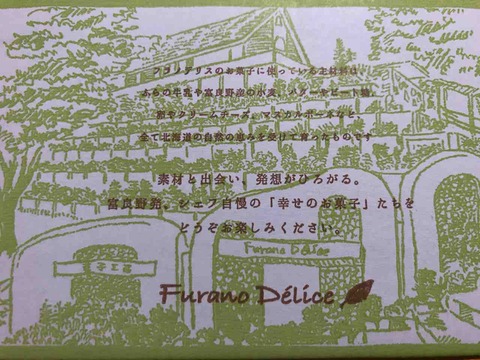 フラノデリスのお菓子に使っている主材料は
ふらの牛乳や富良野産の小麦、バターやビート糖、
卵やクリームチーズ、マスカルポーネなど、
全て北海道の自然の恵みを受けて育ったものです
素材と出会い、発想がひろがる。
富良野発、シェフ自慢の「幸せのお菓子」たちを
どうぞお楽しみください。
Furano Délice
Furano Délice